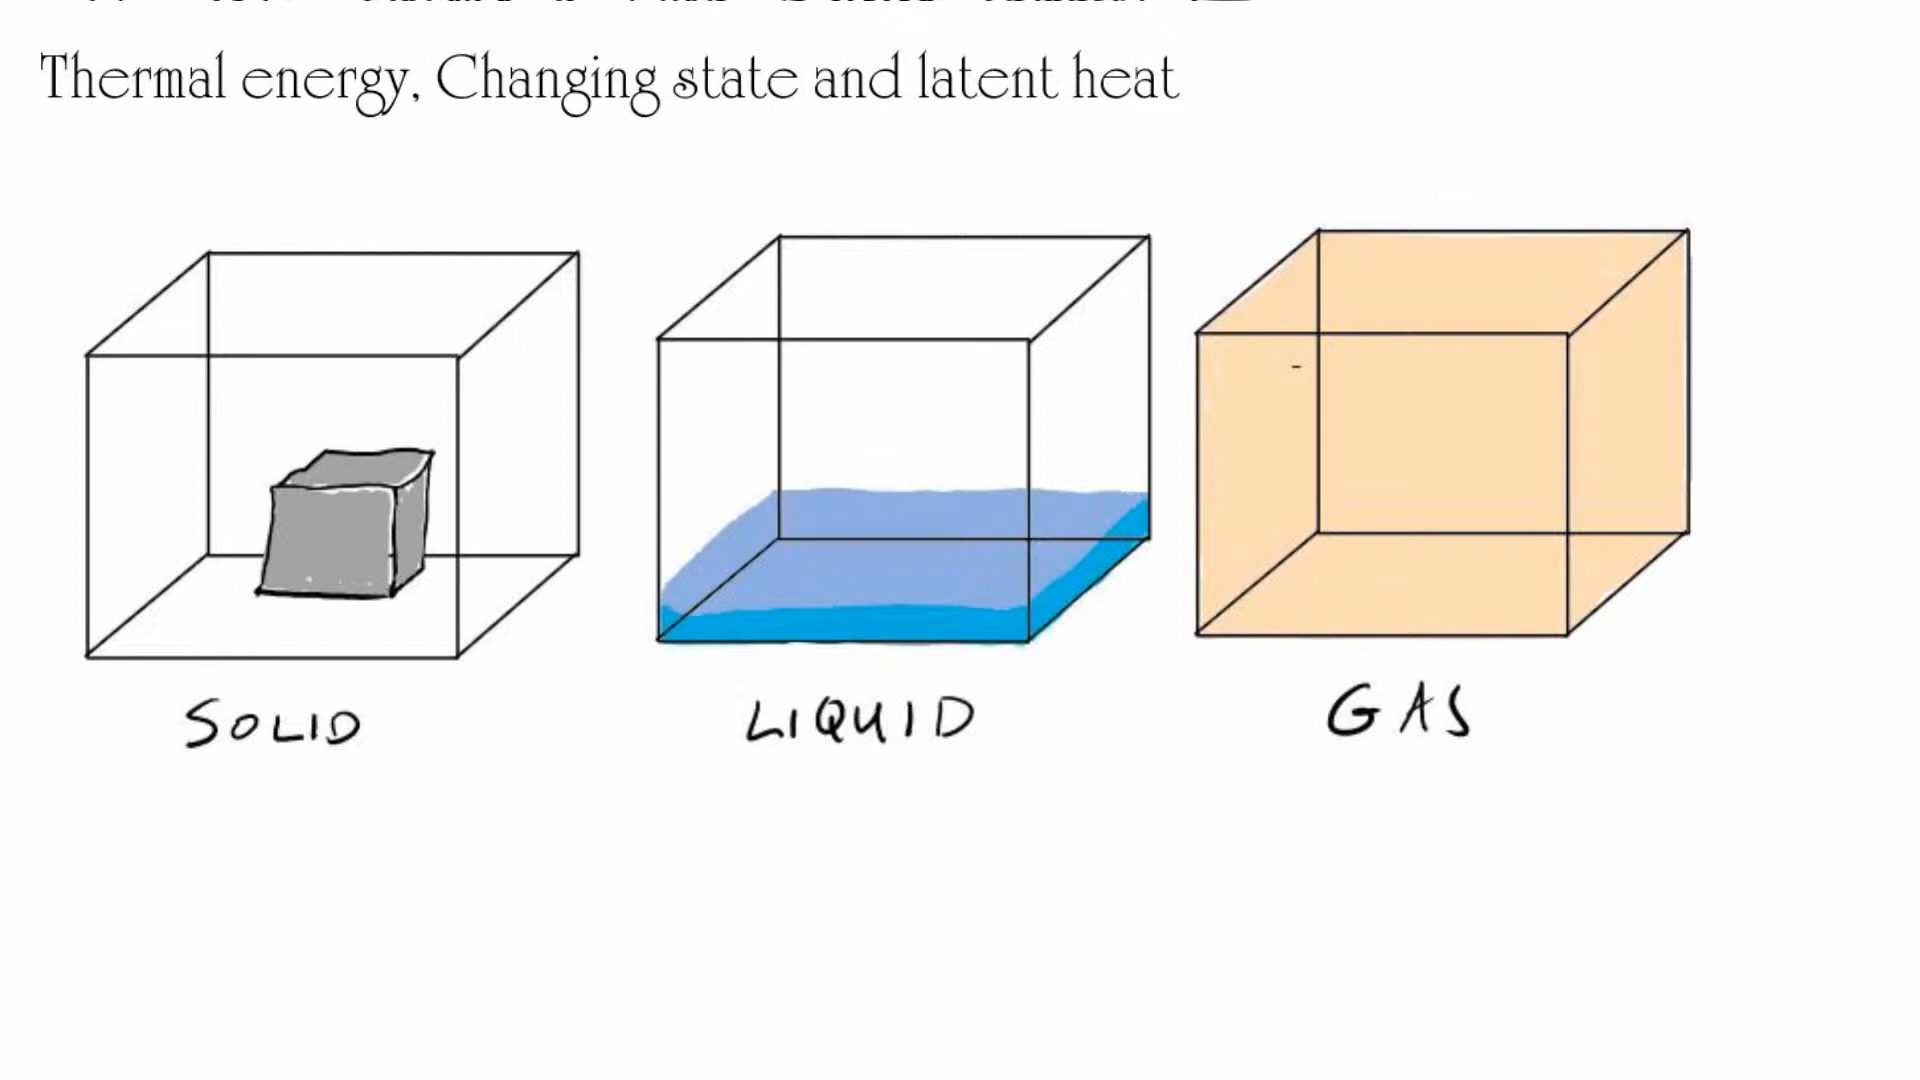 Thermal energy, Changing state and latent heat
SOLID
LIQUID
GAS